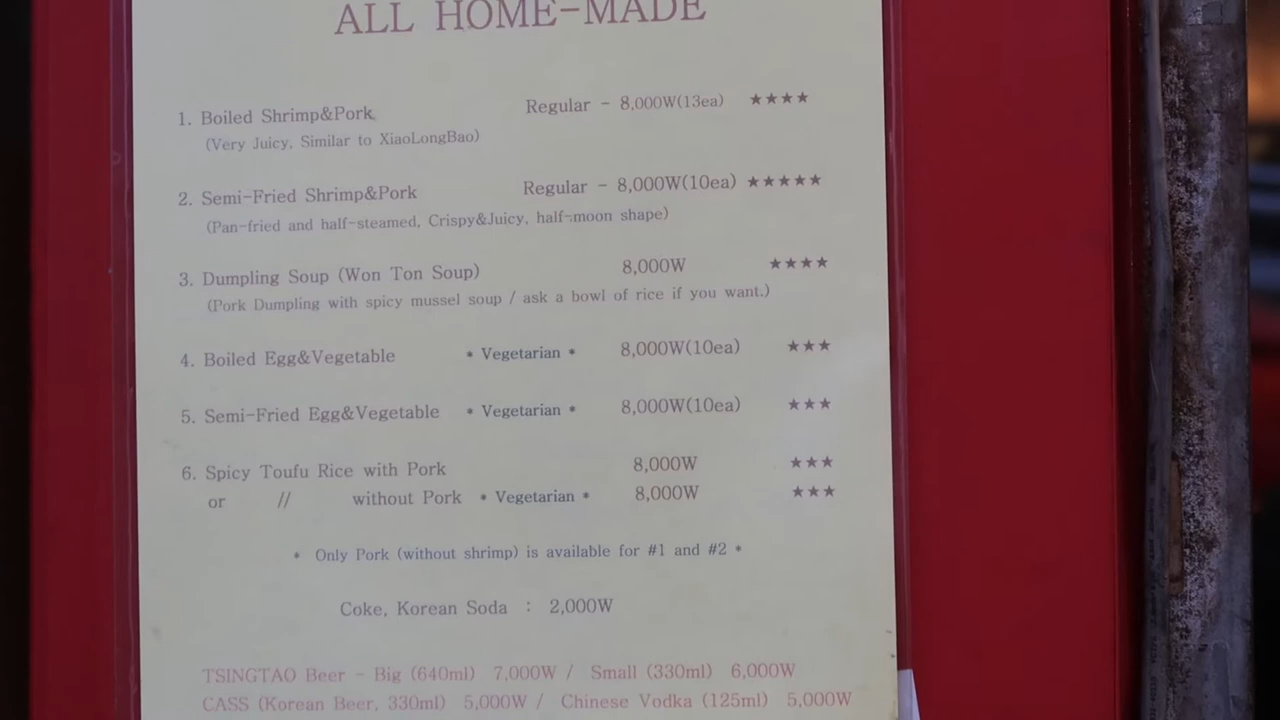 ALL HOME-MADE
1. Boiled Shrimp&Pork Regular - 8,000W(13ea) ★★★★
(Very Juicy, Similar to XiaoLongBao)
2. Semi-Fried Shrimp&Pork Regular - 8,000W(10ea) ★★★★★
(Pan-fried and half-steamed, Crispy&Juicy, half-moon shape)
3. Dumpling Soup (Won Ton Soup) 8,000W ★★★★
(Pork Dumpling with spicy mussel soup / ask a bowl of rice if you want.)
4. Boiled Egg&Vegetable * Vegetarian * 8,000W(10ea) ★★★
5. Semi-Fried Egg&Vegetable * Vegetarian * 8,000W(10ea) ★★★
6. Spicy Toufu Rice with Pork 8,000W ★★★
or // without Pork * Vegetarian * 8,000W ★★★
* Only Pork (without shrimp) is available for #1 and #2 *
Coke, Korean Soda : 2,000W
TSINGTAO Beer - Big (640ml) 7,000W / Small (330ml) 6,000W
CASS (Korean Beer, 330ml) 5,000W / Chinese Vodka (125ml) 5,000W